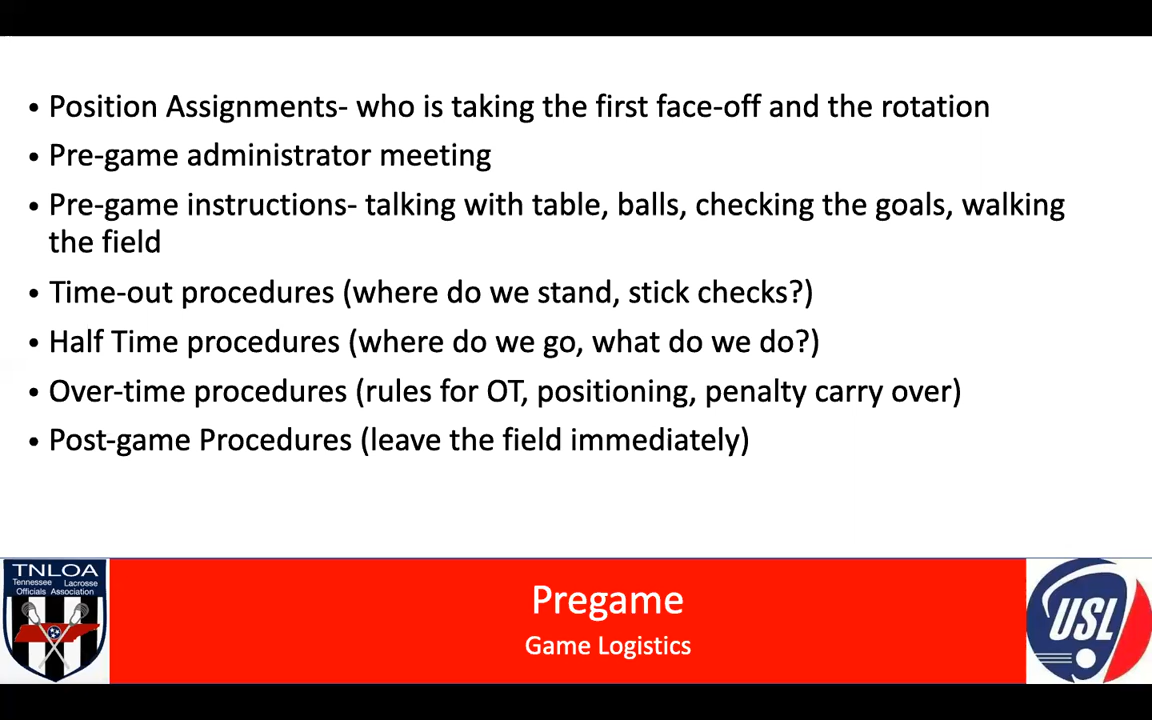 • Position Assignments- who is taking the first face-off and the rotation
• Pre-game administrator meeting
• Pre-game instructions- talking with table, balls, checking the goals, walking
the field
• Time-out procedures (where do we stand, stick checks?)
• Half Time procedures (where do we go, what do we do?)
• Over-time procedures (rules for OT, positioning, penalty carry over)
• Post-game Procedures (leave the field immediately)
TNLOA
Tennessee Lacrosse
Officials Association
Pregame
Game Logistics
USL